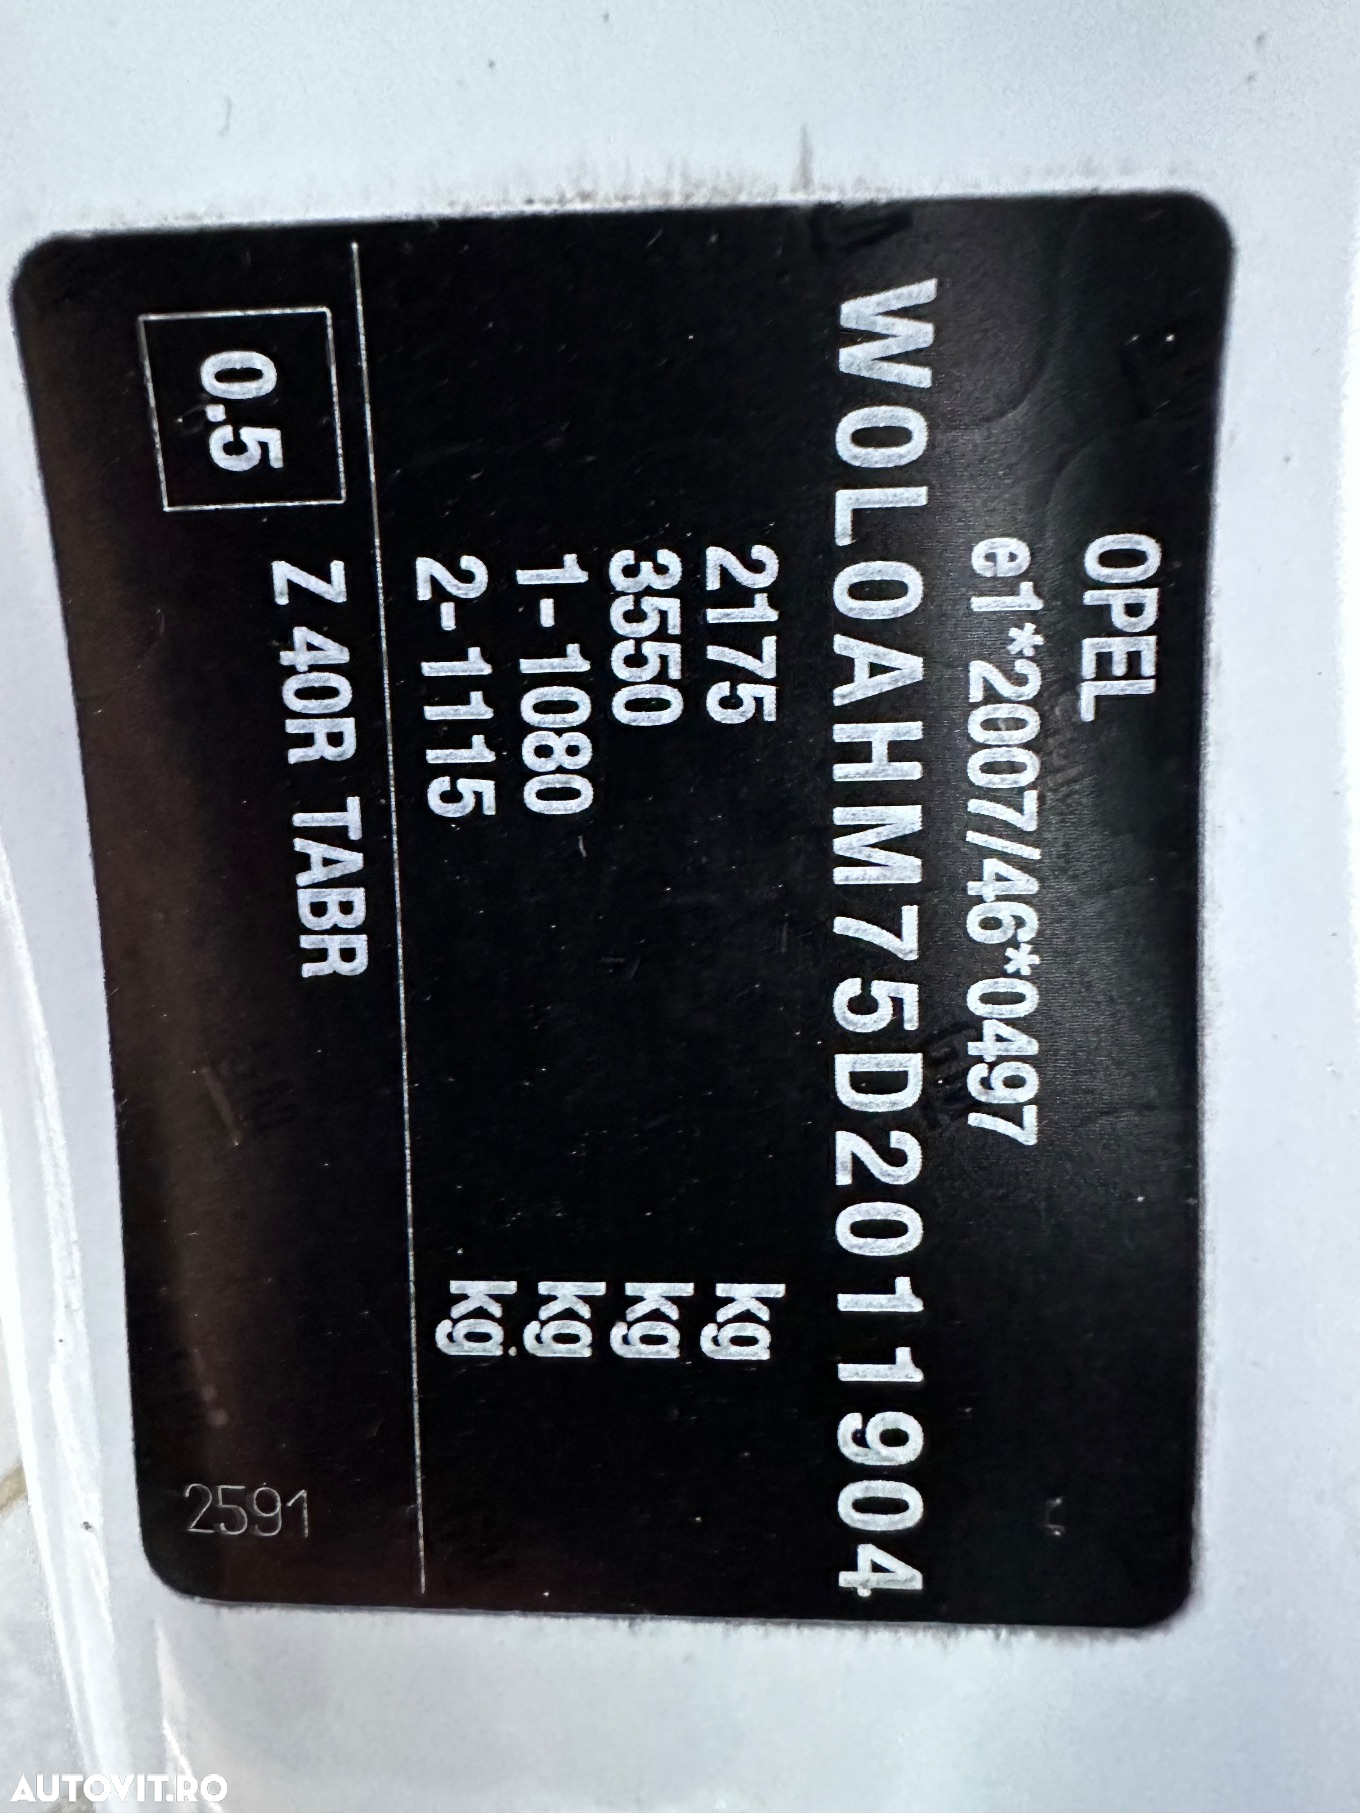 OPEL
e1*2007/46*0497
W0L0AHM75D2011904
2175 kg
3550 kg
1-1080 kg
2-1115 kg
0.5 Z 40R TABR
2591
AUTOVIT.RO